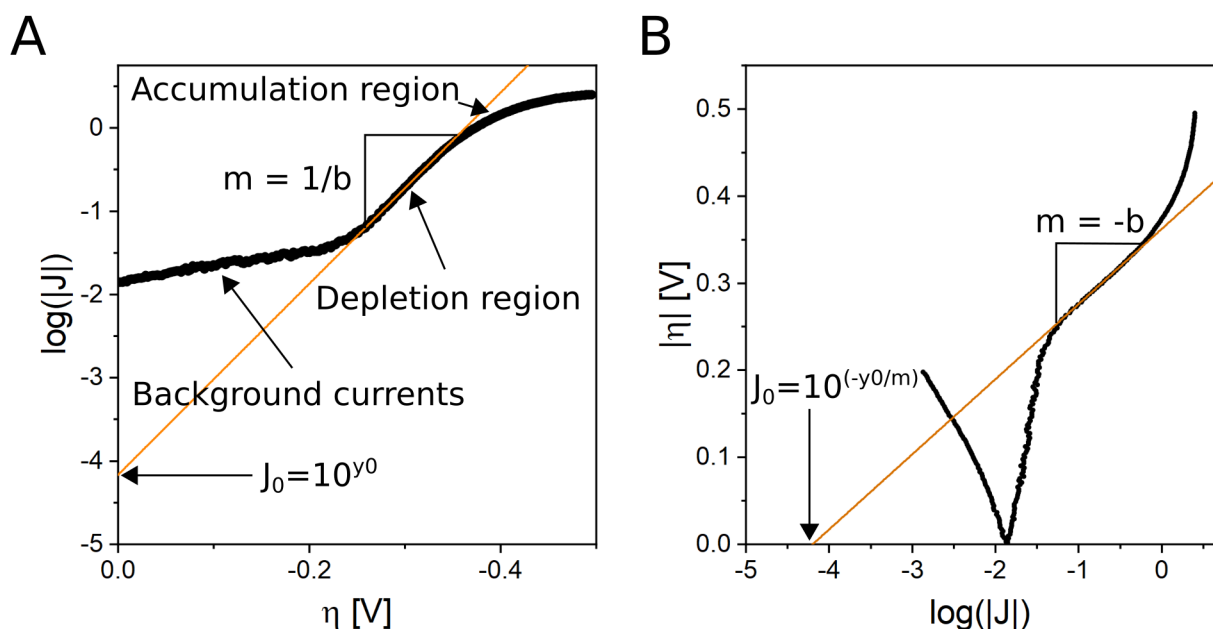 A
Accumulation region
m = 1/b
Depletion region
Background currents
J₀=10ʸ⁰
0
-1
-2
-3
-4
-5
log(|J|)
0.0
-0.2
-0.4
η [V]
B
m = -b
J₀=10⁽⁻ʸ⁰ᐟᵐ⁾
0.5
0.4
0.3
0.2
0.1
0.0
|η| [V]
-5
-4
-3
-2
-1
0
log(|J|)